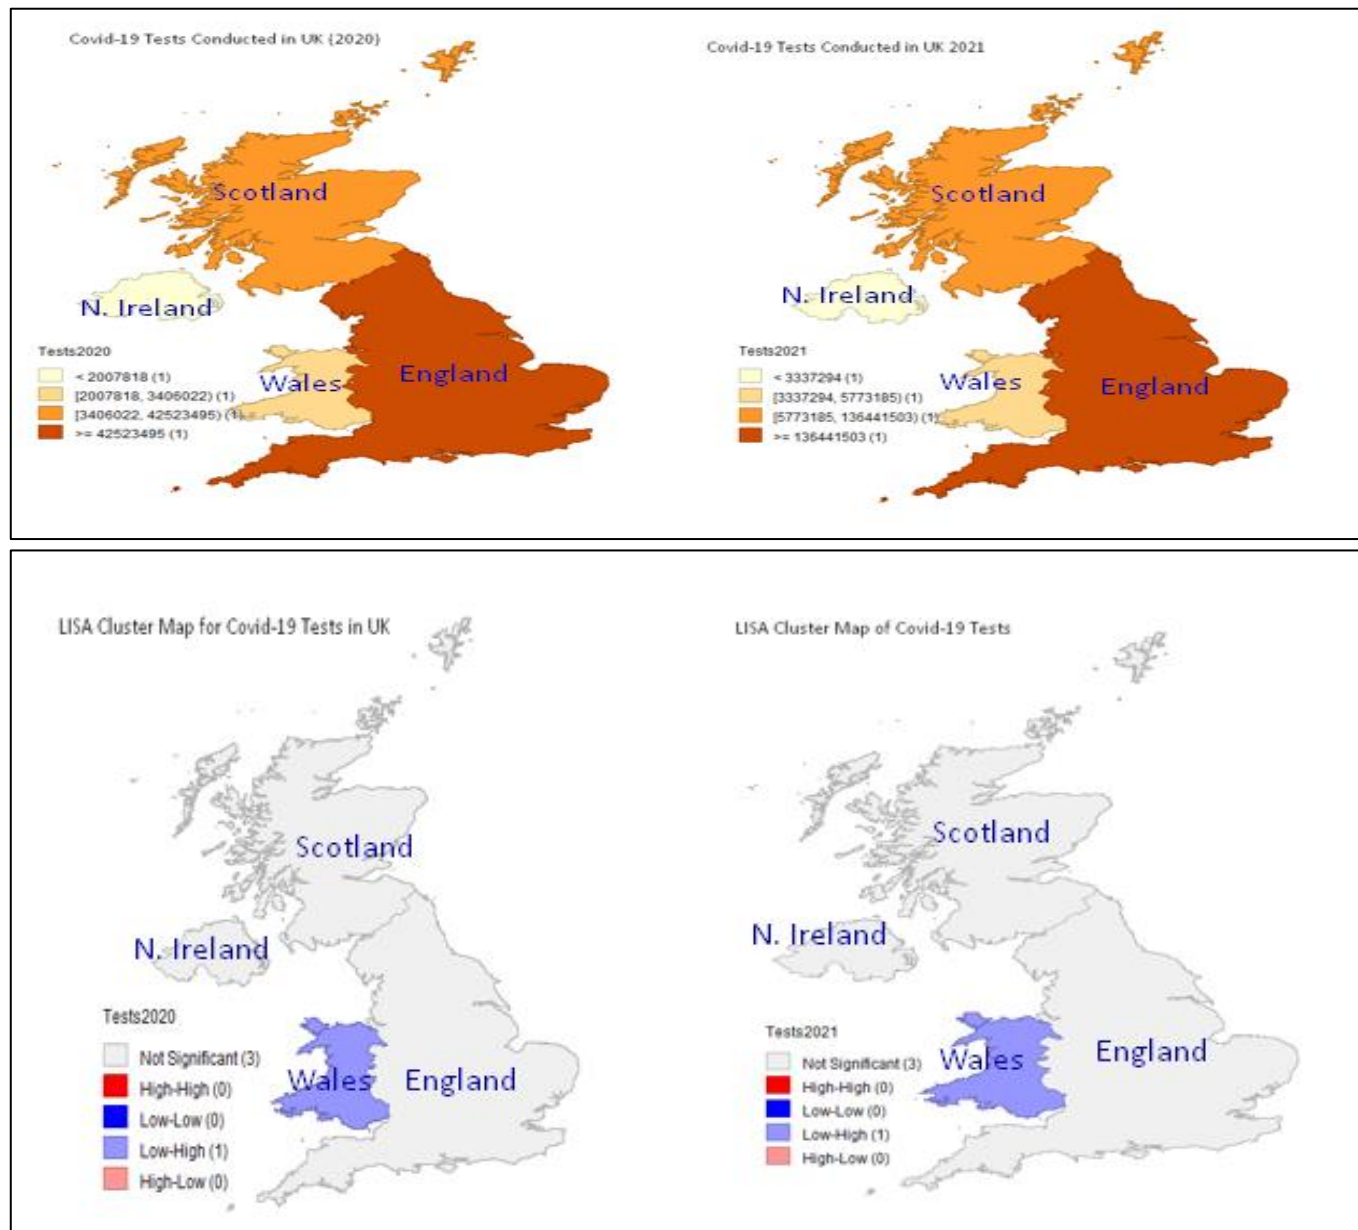 Covid-19 Tests Conducted in UK (2020)
Scotland
N. Ireland
Wales
England
Tests2020
< 2007818 (1)
[2007818, 3406022) (1)
[3406022, 42523495) (1)
>= 42523495 (1)
Covid-19 Tests Conducted in UK 2021
Scotland
N. Ireland
Wales
England
Tests2021
< 3337294 (1)
[3337294, 5773185) (1)
[5773185, 136441503) (1)
>= 136441503 (1)
LISA Cluster Map for Covid-19 Tests in UK
Scotland
N. Ireland
Wales
England
Tests2020
Not Significant (3)
High-High (0)
Low-Low (0)
Low-High (1)
High-Low (0)
LISA Cluster Map of Covid-19 Tests
Scotland
N. Ireland
Wales
England
Tests2021
Not Significant (3)
High-High (0)
Low-Low (0)
Low-High (1)
High-Low (0)